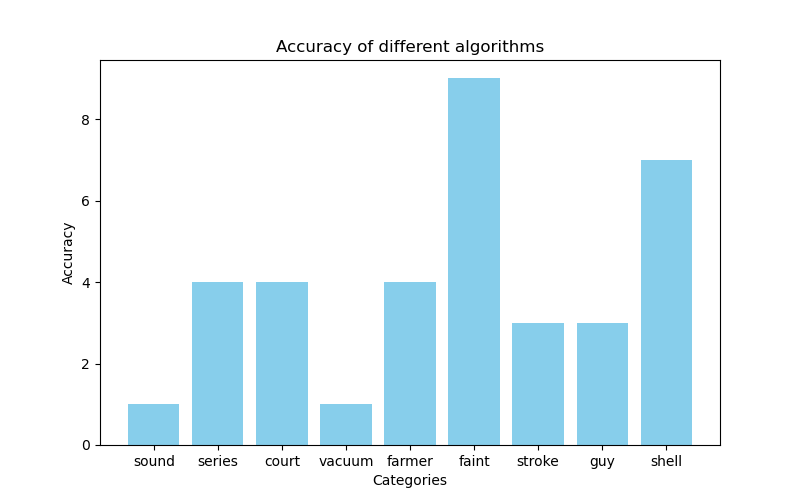 Accuracy of different algorithms
8
6
4
2
0
Accuracy
sound series court vacuum farmer faint stroke guy shell
Categories